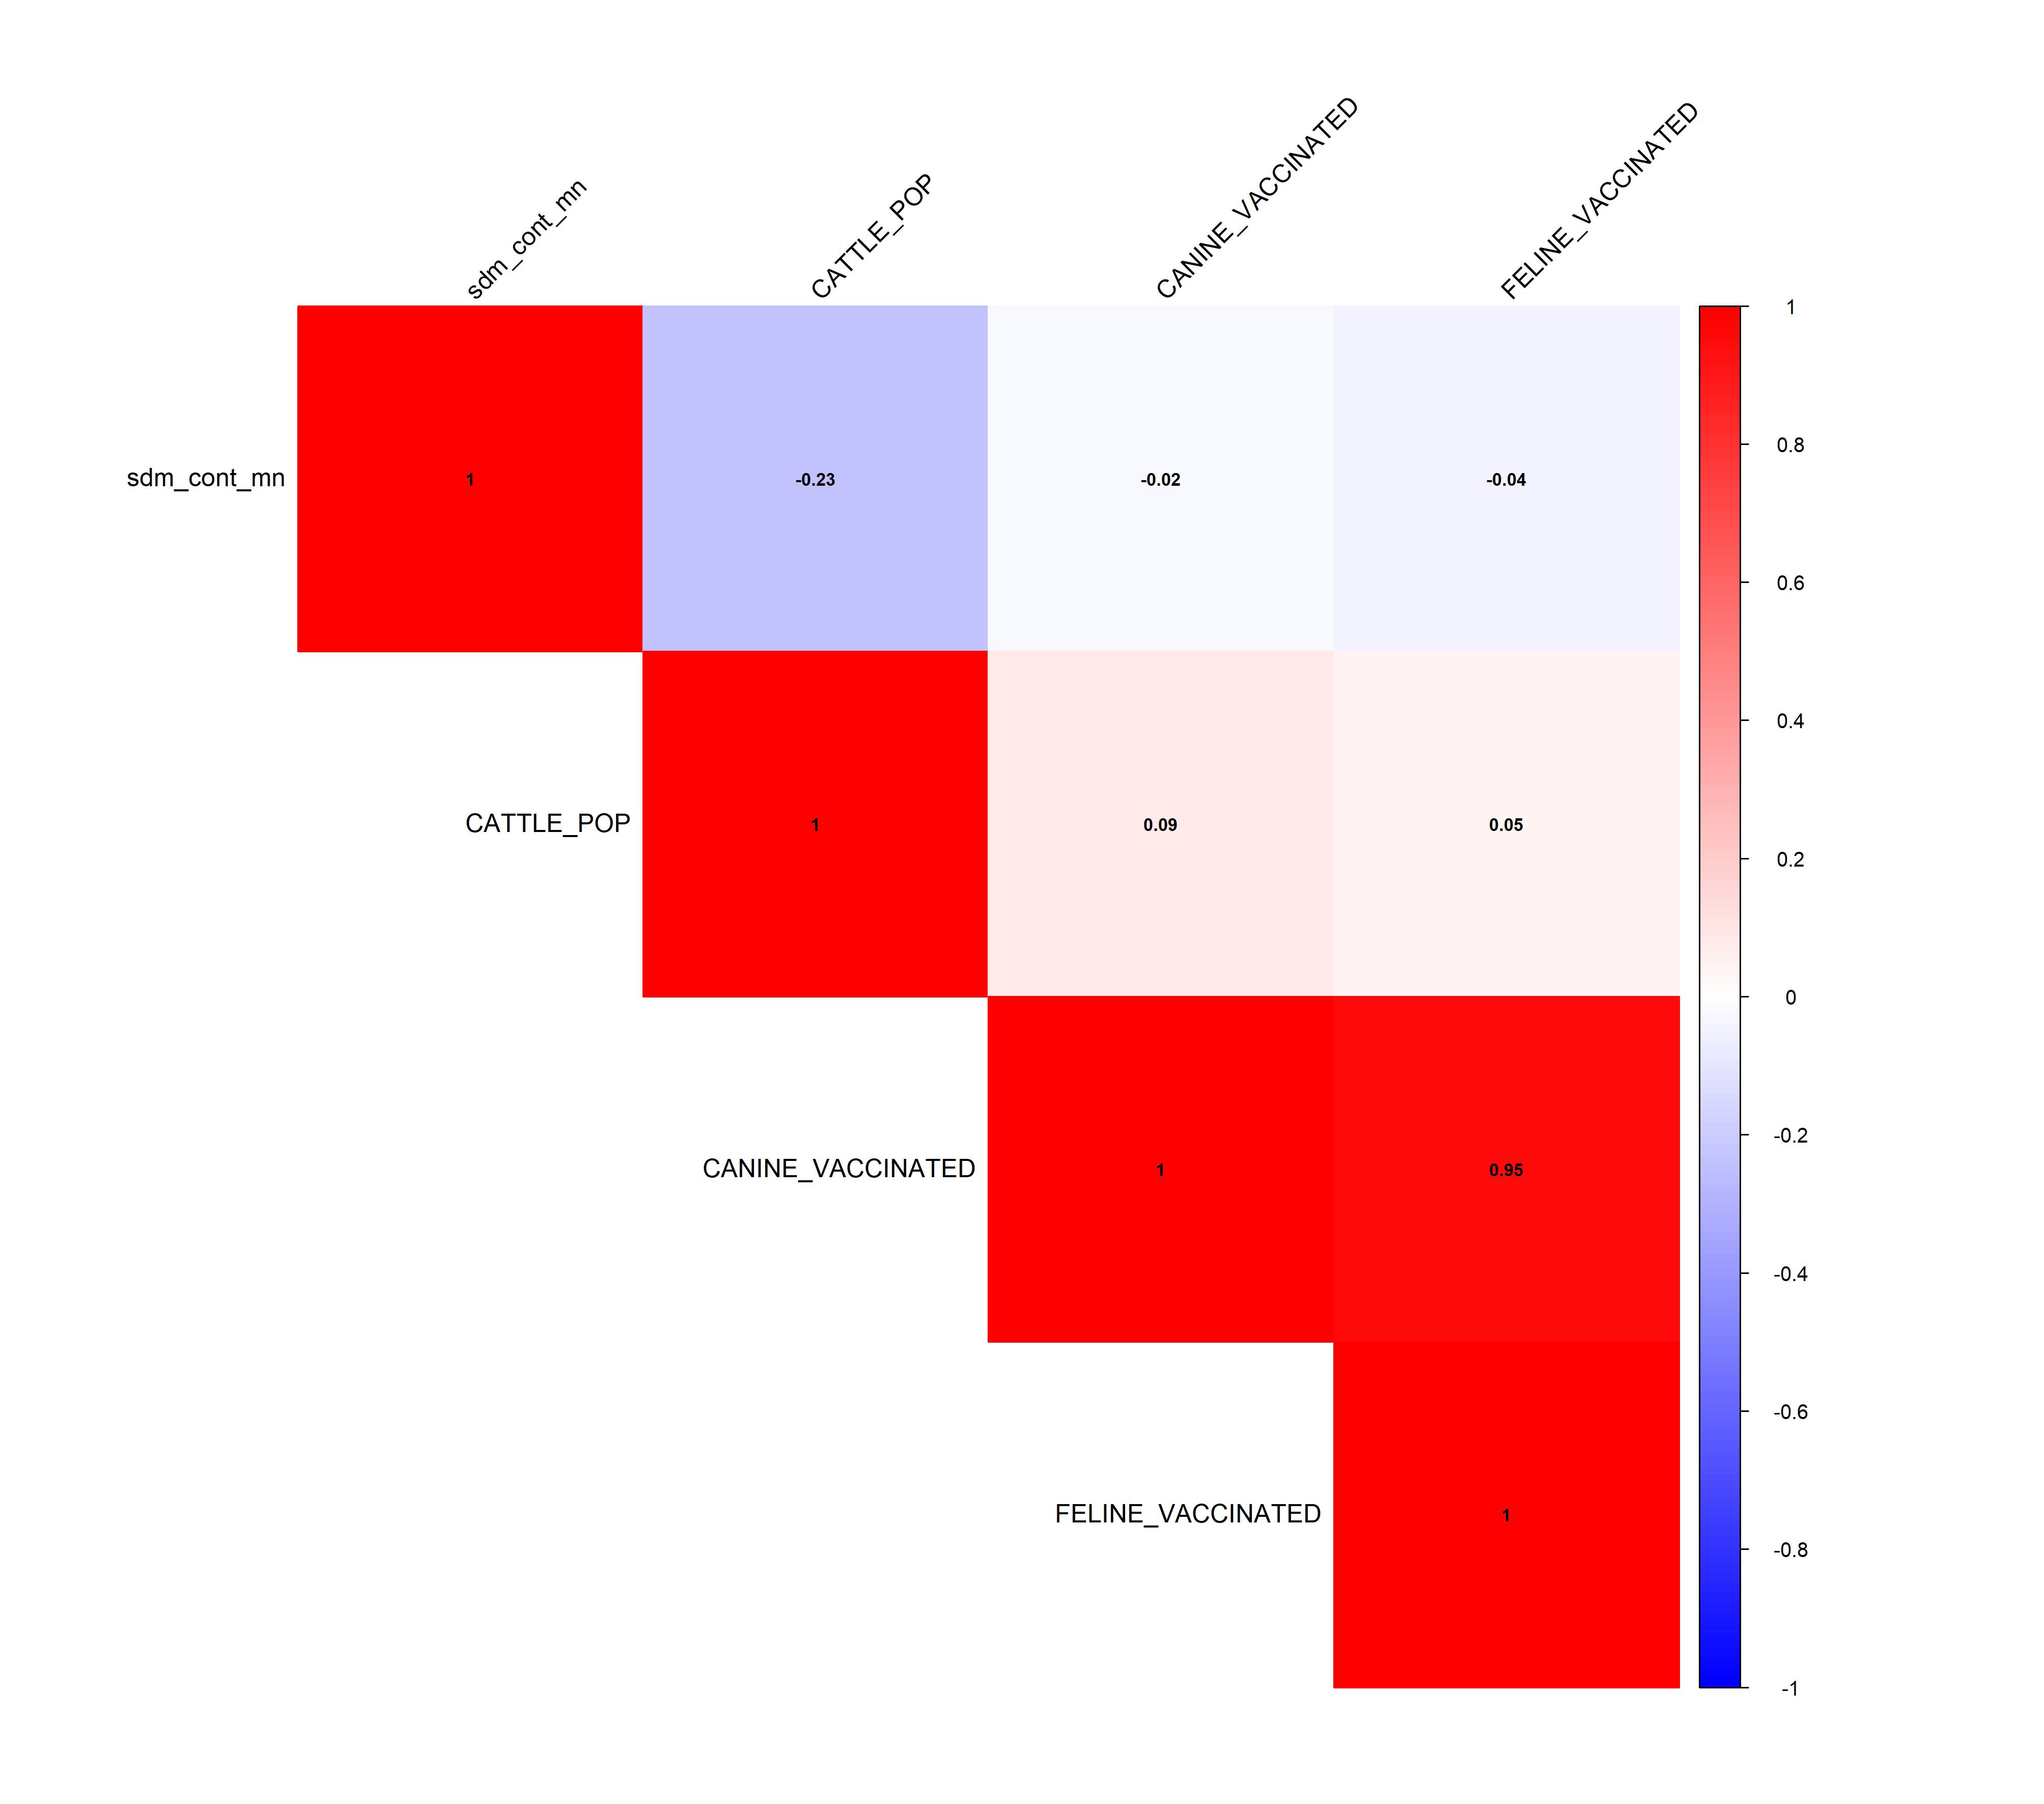 sdm_cont_mn
CATTLE_POP
CANINE_VACCINATED
FELINE_VACCINATED
sdm_cont_mn
1
-0.23
-0.02
-0.04
CATTLE_POP
1
0.09
0.05
CANINE_VACCINATED
1
0.95
FELINE_VACCINATED
1
1
0.8
0.6
0.4
0.2
0
-0.2
-0.4
-0.6
-0.8
-1